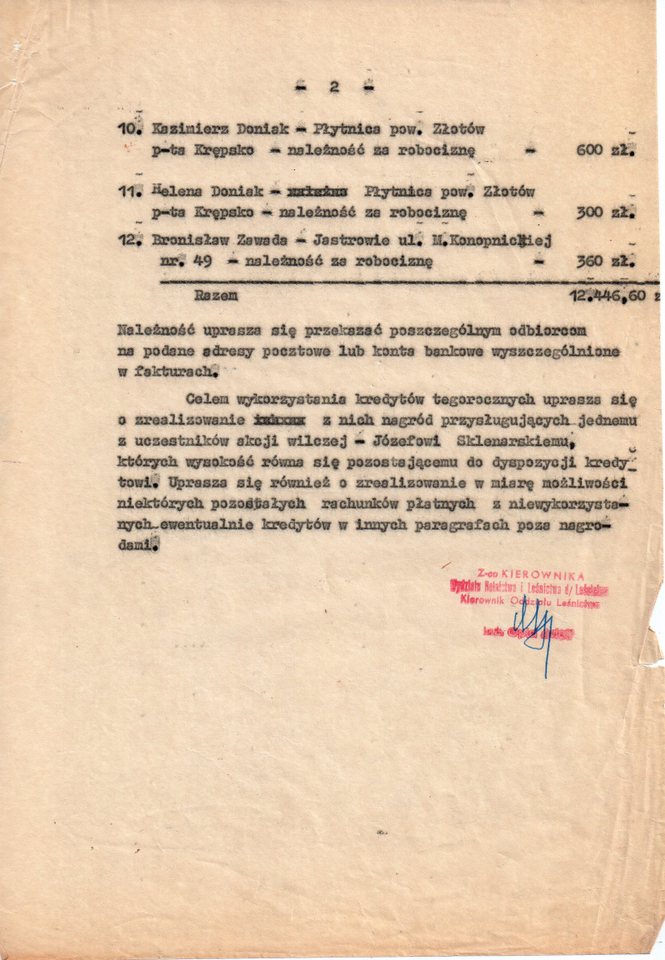 - 2 -
10. Kazimierz Doniak - Płytnica pow. Złotów
p-ta Krępsko - należność za robociznę - 600 zł.
11. Helena Doniak - Płytnica pow. Złotów
p-ta Krępsko - należność za robociznę - 300 zł.
12. Bronisław Zawada - Jastrowie ul. M.Konopnickiej
nr. 49 - należność za robociznę - 360 zł.
Razem 12.446,60 z
Należność uprasza się przekazać poszczególnym odbiorcom
na podane adresy pocztowe lub konta bankowe wyszczególnione
w fakturach.
Celem wykorzystania kredytów tegorocznych uprasza się
o zrealizowanie z nich nagród przysługujących jednemu
z uczestników akcji wilczej - Józefowi Sklenarskiemu,
których wysokość równa się pozostającemu do dyspozycji kredy-
towi. Uprasza się również o zrealizowanie w miarę możliwości
niektórych pozostałych rachunków płatnych z niewykorzysta-
nych ewentualnie kredytów w innych paragrafach poza nagro-
dami.
Z-ca KIEROWNIKA
Wydziału Rolnictwa i Leśnictwa d/ Leśnictwa
Kierownik Oddziału Leśnictwa